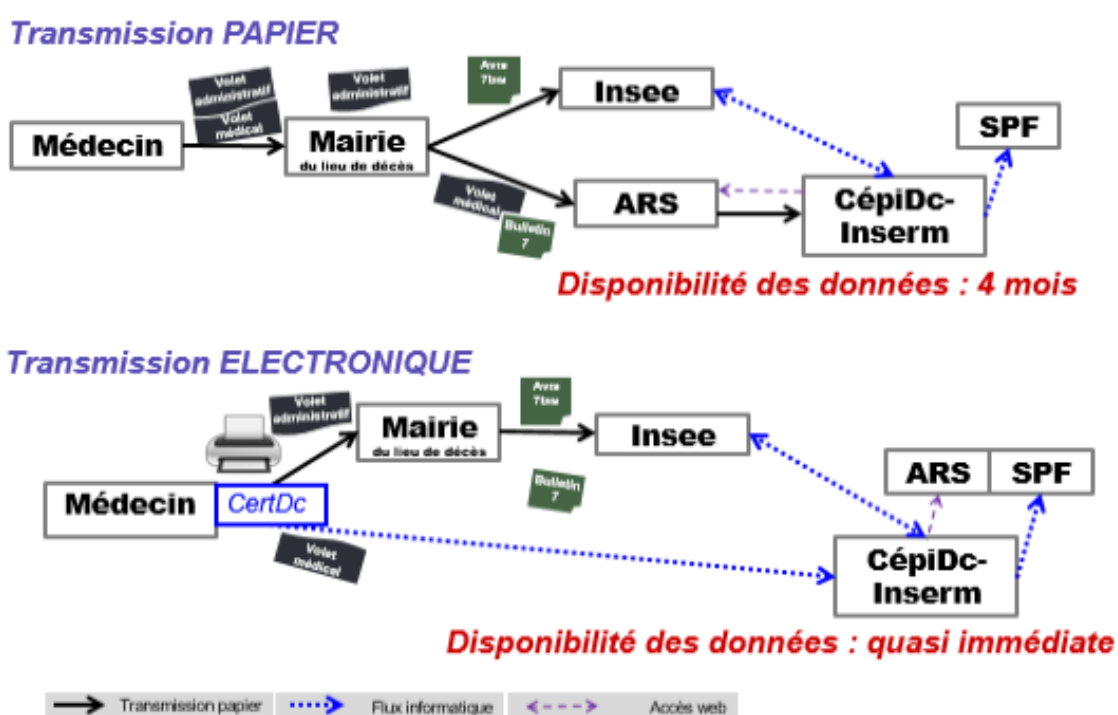 Transmission PAPIER
Volet
administratif
Volet
médical
Volet
administratif
Avis
7bis
Insee
SPF
Médecin
Mairie
du lieu de décès
Volet
médical
Bulletin
7
ARS
CépiDc-
Inserm
Disponibilité des données : 4 mois
Transmission ELECTRONIQUE
Volet
administratif
Avis
7bis
Mairie
du lieu de décès
Insee
Bulletin
7
ARS
SPF
Médecin
CertDc
Volet
médical
CépiDc-
Inserm
Disponibilité des données : quasi immédiate
Transmission papier
Flux informatique
Accès web